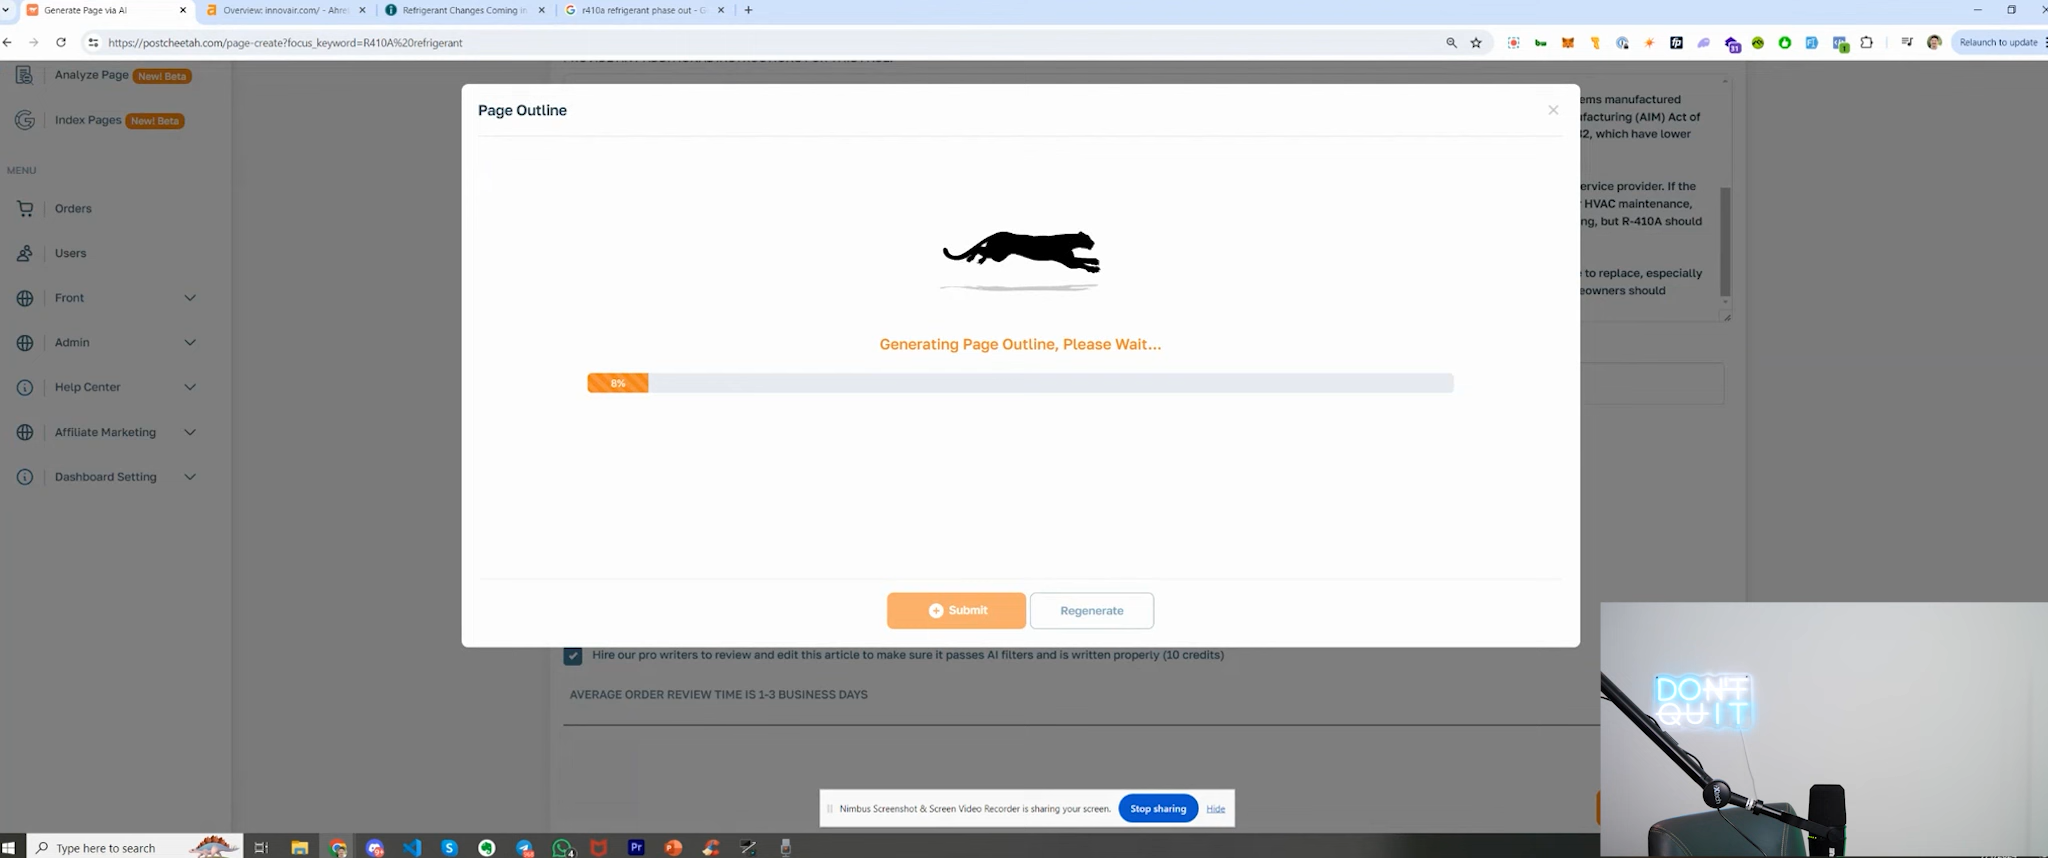 Generate Page via AI
Overview: innovair.com/ - Ahre
Refrigerant Changes Coming in
r410a refrigerant phase out - G
https://postcheetah.com/page-create?focus_keyword=R410A%20refrigerant
Relaunch to update
Analyze Page New! Beta
Index Pages New! Beta
MENU
Orders
Users
Front
Admin
Help Center
Affiliate Marketing
Dashboard Setting
Page Outline
Generating Page Outline, Please Wait...
8%
Submit
Regenerate
ems manufactured
ufacturing (AIM) Act of
32, which have lower
ervice provider. If the
HVAC maintenance,
ng, but R-410A should
e to replace, especially
eowners should
Hire our pro writers to review and edit this article to make sure it passes AI filters and is written properly (10 credits)
AVERAGE ORDER REVIEW TIME IS 1-3 BUSINESS DAYS
Nimbus Screenshot & Screen Video Recorder is sharing your screen.
Stop sharing
Hide
DON'T
QUIT
Type here to search